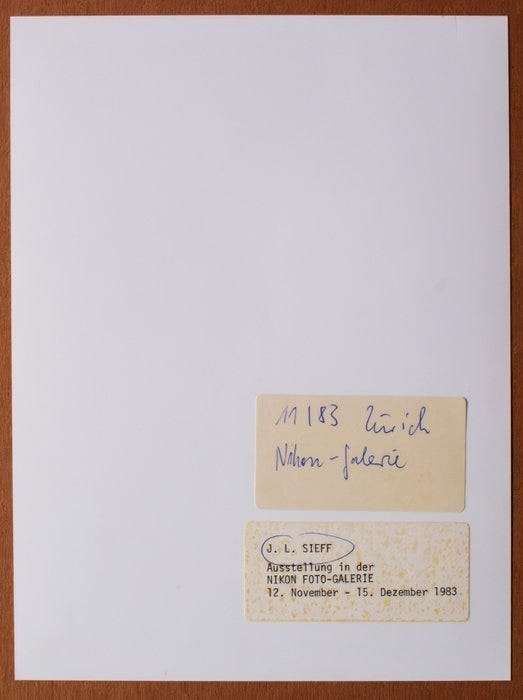 11/83 Zürich
Nikon-Galerie
J. L. SIEFF
Ausstellung in der
NIKON FOTO-GALERIE
12. November - 15. Dezember 1983